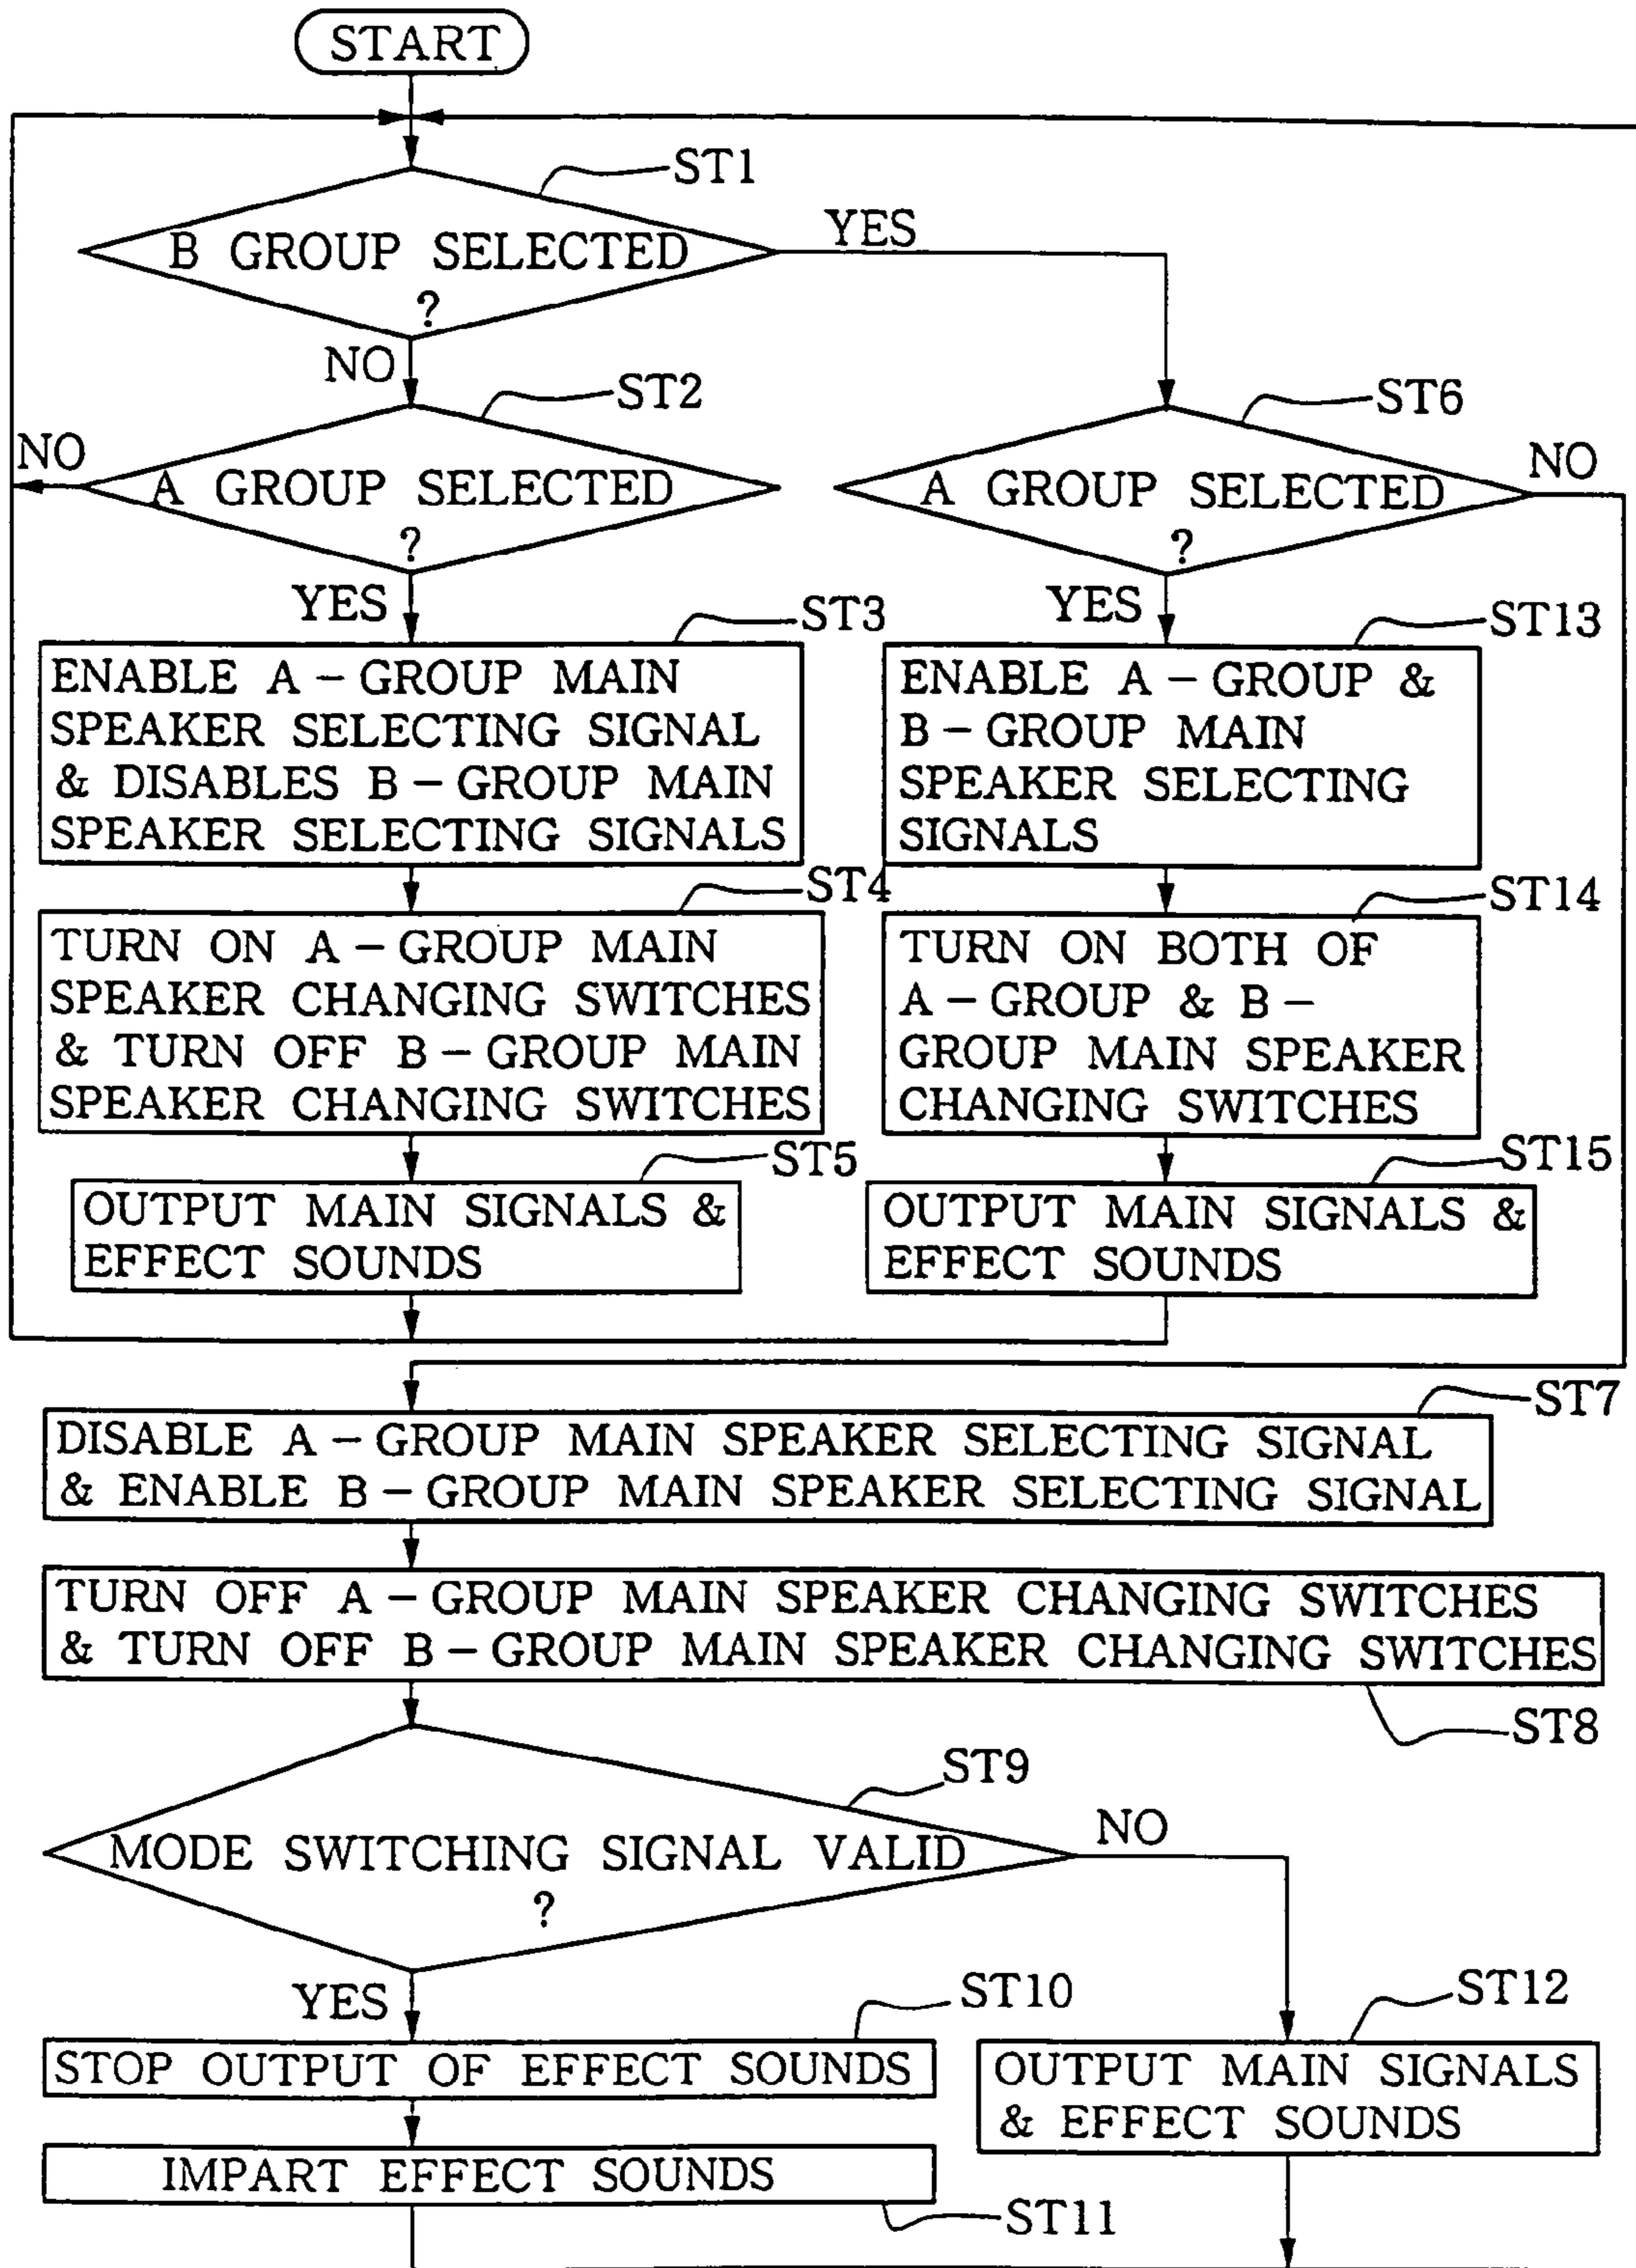 START
ST1
B GROUP SELECTED
?
YES
NO
ST2
A GROUP SELECTED
?
NO
YES
ST6
A GROUP SELECTED
?
NO
YES
ST3
ENABLE A – GROUP MAIN
SPEAKER SELECTING SIGNAL
& DISABLES B – GROUP MAIN
SPEAKER SELECTING SIGNALS
ST4
TURN ON A – GROUP MAIN
SPEAKER CHANGING SWITCHES
& TURN OFF B – GROUP MAIN
SPEAKER CHANGING SWITCHES
ST5
OUTPUT MAIN SIGNALS &
EFFECT SOUNDS
ST13
ENABLE A – GROUP &
B – GROUP MAIN
SPEAKER SELECTING
SIGNALS
ST14
TURN ON BOTH OF
A – GROUP & B –
GROUP MAIN SPEAKER
CHANGING SWITCHES
ST15
OUTPUT MAIN SIGNALS &
EFFECT SOUNDS
ST7
DISABLE A – GROUP MAIN SPEAKER SELECTING SIGNAL
& ENABLE B – GROUP MAIN SPEAKER SELECTING SIGNAL
TURN OFF A – GROUP MAIN SPEAKER CHANGING SWITCHES
& TURN OFF B – GROUP MAIN SPEAKER CHANGING SWITCHES
ST8
ST9
MODE SWITCHING SIGNAL VALID
?
NO
YES
ST10
STOP OUTPUT OF EFFECT SOUNDS
IMPART EFFECT SOUNDS
ST11
ST12
OUTPUT MAIN SIGNALS
& EFFECT SOUNDS